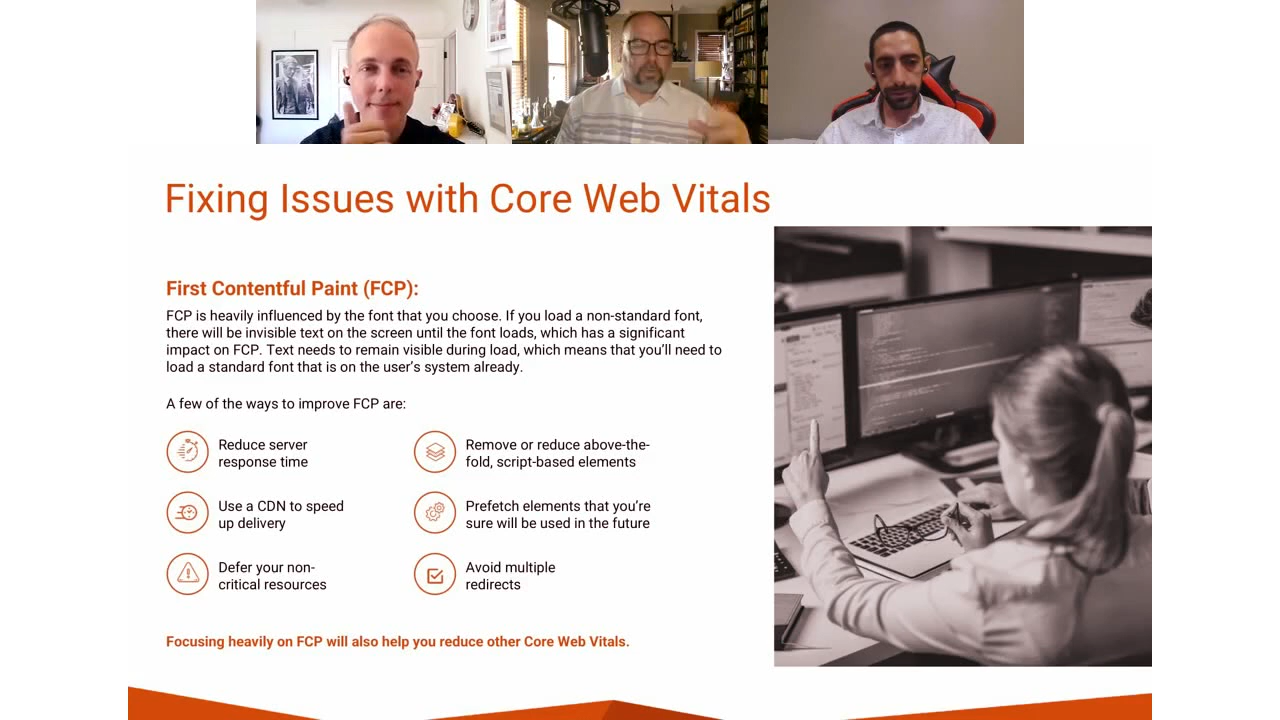 Fixing Issues with Core Web Vitals
First Contentful Paint (FCP):
FCP is heavily influenced by the font that you choose. If you load a non-standard font,
there will be invisible text on the screen until the font loads, which has a significant
impact on FCP. Text needs to remain visible during load, which means that you’ll need to
load a standard font that is on the user’s system already.
A few of the ways to improve FCP are:
Reduce server
response time
Remove or reduce above-the-
fold, script-based elements
Use a CDN to speed
up delivery
Prefetch elements that you’re
sure will be used in the future
Defer your non-
critical resources
Avoid multiple
redirects
Focusing heavily on FCP will also help you reduce other Core Web Vitals.